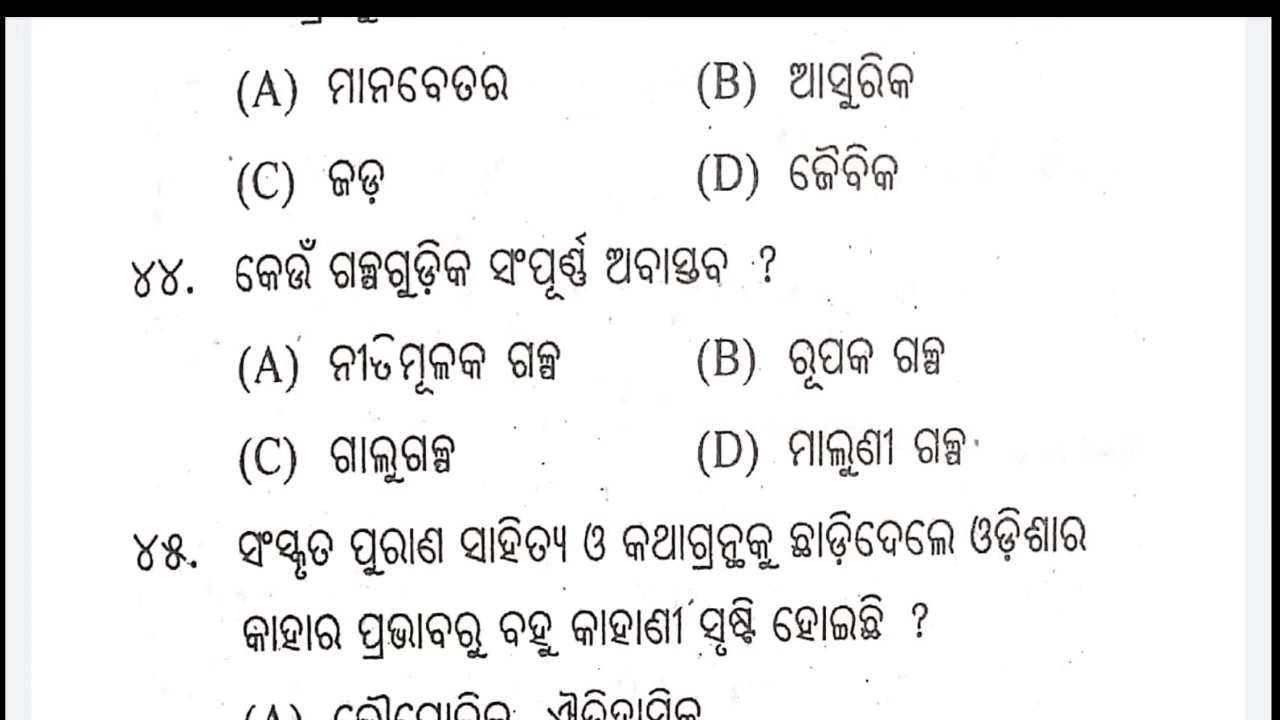 (A) ମାନବେତର (B) ଆସୁରିକ
(C) ଜଡ଼ (D) ଜୈବିକ
୪୪. କେଉଁ ଗଳ୍ପଗୁଡ଼ିକ ସଂପୂର୍ଣ୍ଣ ଅବାସ୍ତବ ?
(A) ନୀତିମୂଳକ ଗଳ୍ପ (B) ରୂପକ ଗଳ୍ପ
(C) ଗାଲୁଗଳ୍ପ (D) ମାଲୁଣୀ ଗଳ୍ପ
୪୫. ସଂସ୍କୃତ ପୁରାଣ ସାହିତ୍ୟ ଓ କଥାଗ୍ରନ୍ଥକୁ ଛାଡ଼ିଦେଲେ ଓଡ଼ିଶାର
କାହାର ପ୍ରଭାବରୁ ବହୁ କାହାଣୀ ସୃଷ୍ଟି ହୋଇଛି ?
(A)